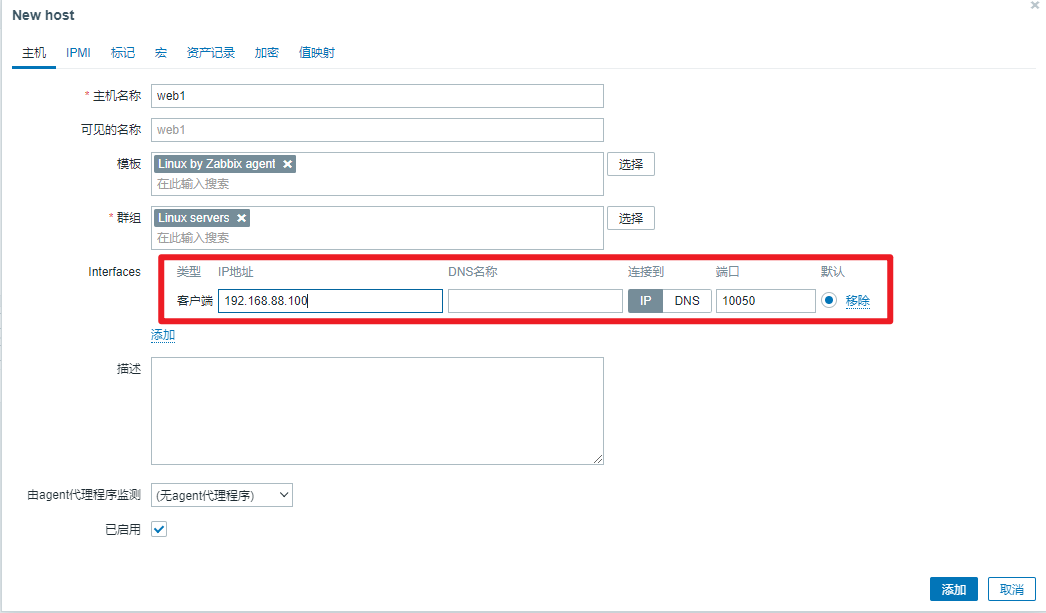 New host
主机 IPMI 标记 宏 资产记录 加密 值映射
* 主机名称 web1
可见的名称 web1
模板 Linux by Zabbix agent 选择
在此输入搜索
* 群组 Linux servers 选择
在此输入搜索
Interfaces 类型 IP地址 DNS名称 连接到 端口 默认
客户端 192.168.88.100 IP DNS 10050 移除
添加
描述
由agent代理程序监测 (无agent代理程序)
已启用
添加 取消